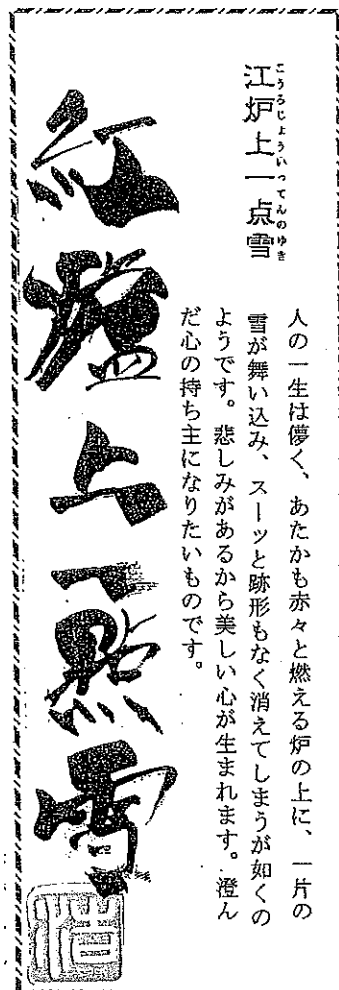 江炉上一点雪
こうろじょういってんのゆき
人の一生は儚く、あたかも赤々と燃える炉の上に、一片の
雪が舞い込み、スーッと跡形もなく消えてしまうが如くの
ようです。悲しみがあるから美しい心が生まれます。澄ん
だ心の持ち主になりたいものです。
紅爐上一點雪